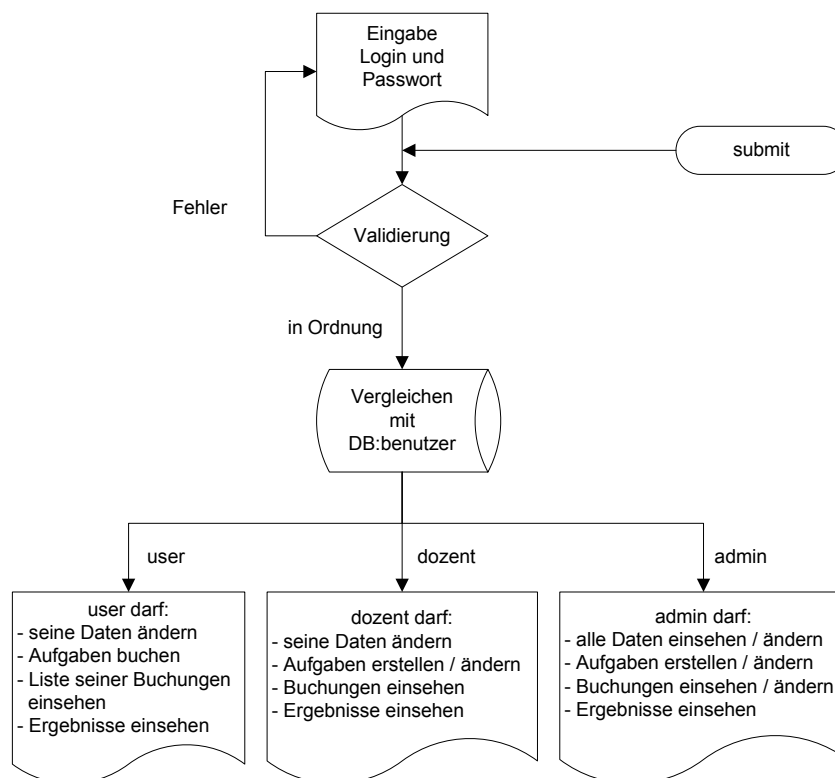 Eingabe
Login und
Passwort
submit
Fehler
Validierung
in Ordnung
Vergleichen
mit
DB:benutzer
user
dozent
admin
user darf:
- seine Daten ändern
- Aufgaben buchen
- Liste seiner Buchungen
einsehen
- Ergebnisse einsehen
dozent darf:
- seine Daten ändern
- Aufgaben erstellen / ändern
- Buchungen einsehen
- Ergebnisse einsehen
admin darf:
- alle Daten einsehen / ändern
- Aufgaben erstellen / ändern
- Buchungen einsehen / ändern
- Ergebnisse einsehen